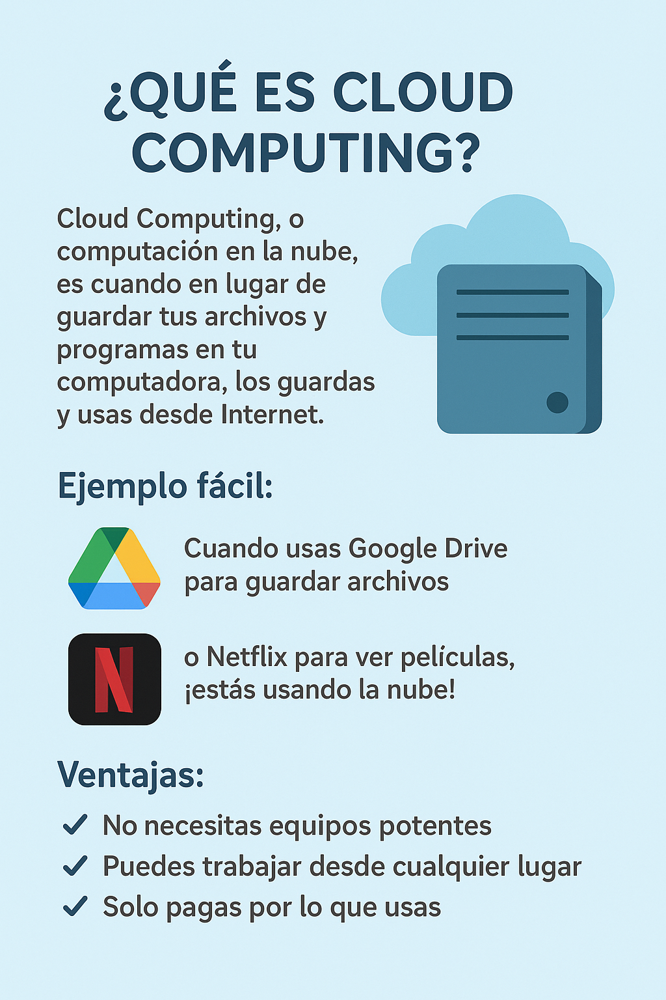 ¿QUÉ ES CLOUD
COMPUTING?
Cloud Computing, o
computación en la nube,
es cuando en lugar de
guardar tus archivos y
programas en tu
computadora, los guardas
y usas desde Internet.
Ejemplo fácil:
Cuando usas Google Drive
para guardar archivos
N
o Netflix para ver películas,
¡estás usando la nube!
Ventajas:
No necesitas equipos potentes
Puedes trabajar desde cualquier lugar
Solo pagas por lo que usas